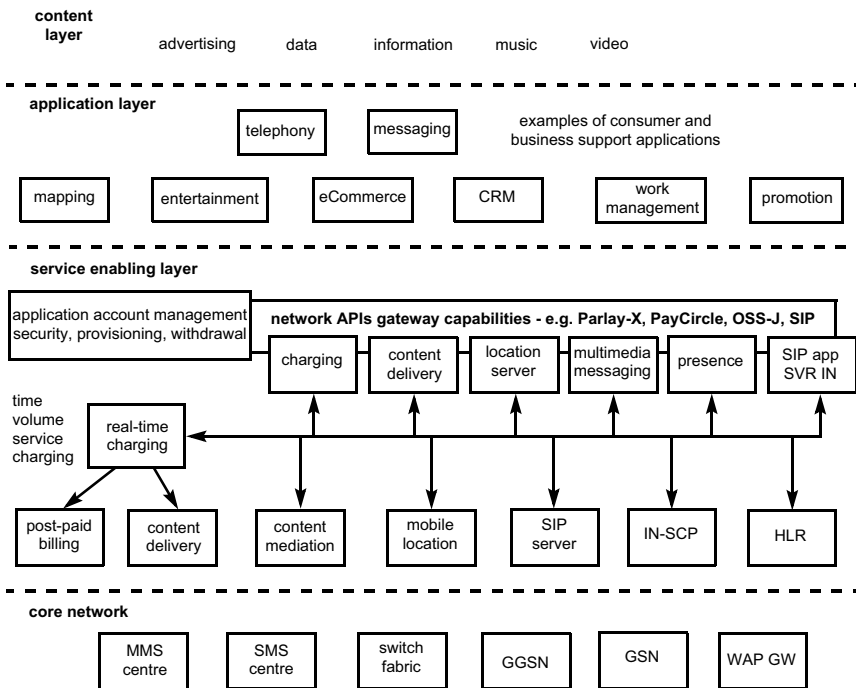 content
layer
advertising
data
information
music
video
application layer
telephony
messaging
examples of consumer and
business support applications
mapping
entertainment
eCommerce
CRM
work
management
promotion
service enabling layer
application account management
security, provisioning, withdrawal
network APIs gateway capabilities - e.g. Parlay-X, PayCircle, OSS-J, SIP
charging
content
delivery
location
server
multimedia
messaging
presence
SIP app
SVR IN
time
volume
service
charging
real-time
charging
post-paid
billing
content
delivery
content
mediation
mobile
location
SIP
server
IN-SCP
HLR
core network
MMS
centre
SMS
centre
switch
fabric
GGSN
GSN
WAP GW